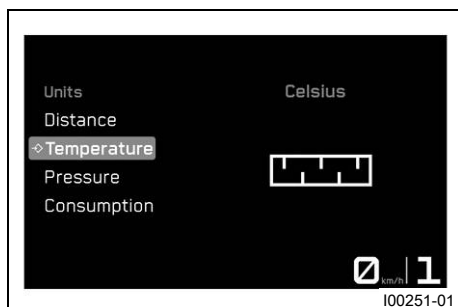 Units
Celsius
Distance
Temperature
Pressure
Consumption
0 km/h 1
I00251-01